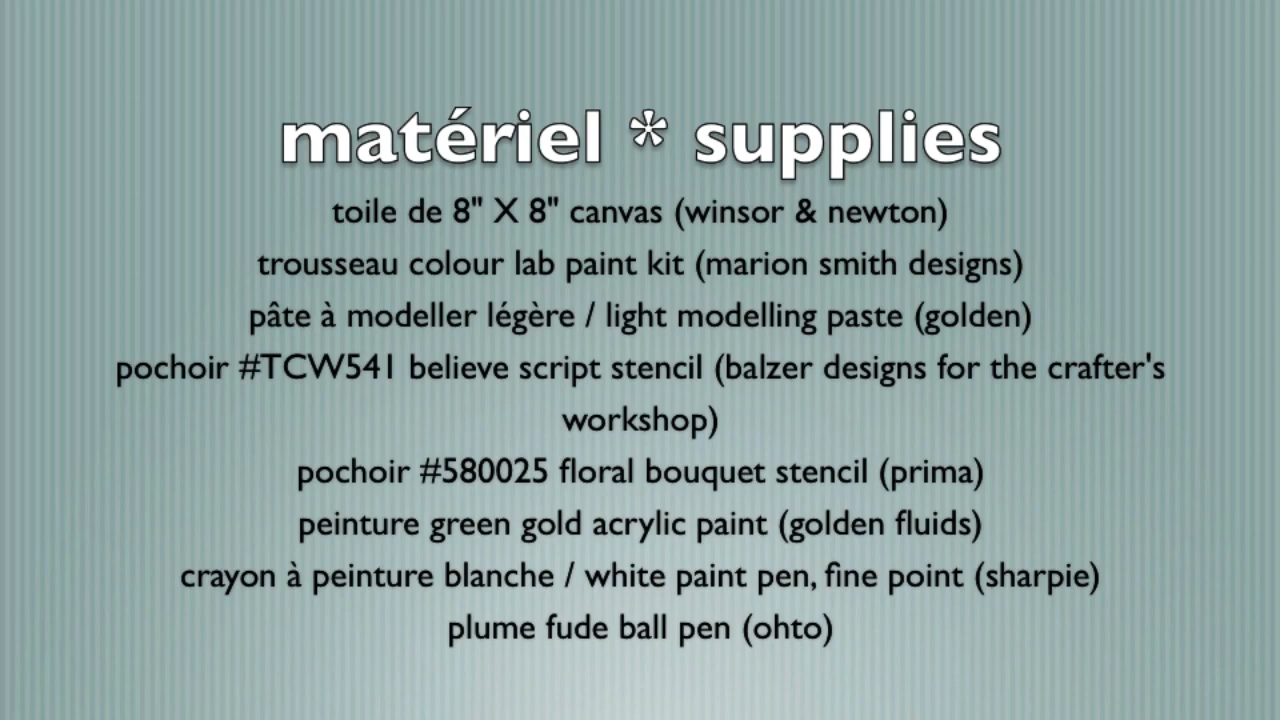 matériel * supplies
toile de 8" X 8" canvas (winsor & newton)
trousseau colour lab paint kit (marion smith designs)
pâte à modeller légère / light modelling paste (golden)
pochoir #TCW541 believe script stencil (balzer designs for the crafter's
workshop)
pochoir #580025 floral bouquet stencil (prima)
peinture green gold acrylic paint (golden fluids)
crayon à peinture blanche / white paint pen, fine point (sharpie)
plume fude ball pen (ohto)